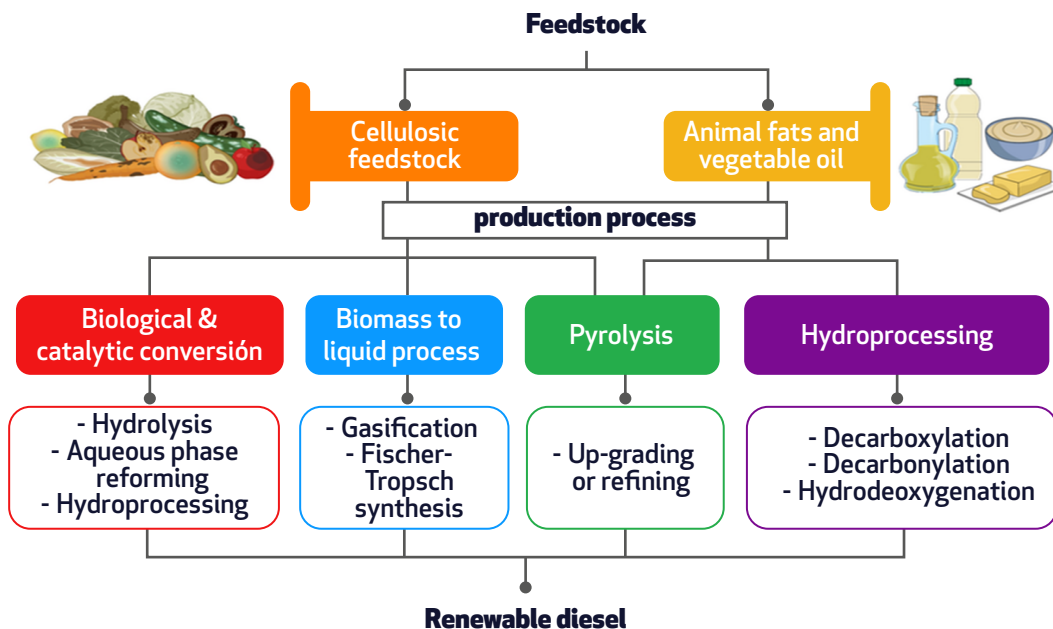 Feedstock
Cellulosic
feedstock
Animal fats and
vegetable oil
production process
Biological &
catalytic conversión
Biomass to
liquid process
Pyrolysis
Hydroprocessing
- Hydrolysis
- Aqueous phase
reforming
- Hydroprocessing
- Gasification
- Fischer-
Tropsch
synthesis
- Up-grading
or refining
- Decarboxylation
- Decarbonylation
- Hydrodeoxygenation
Renewable diesel